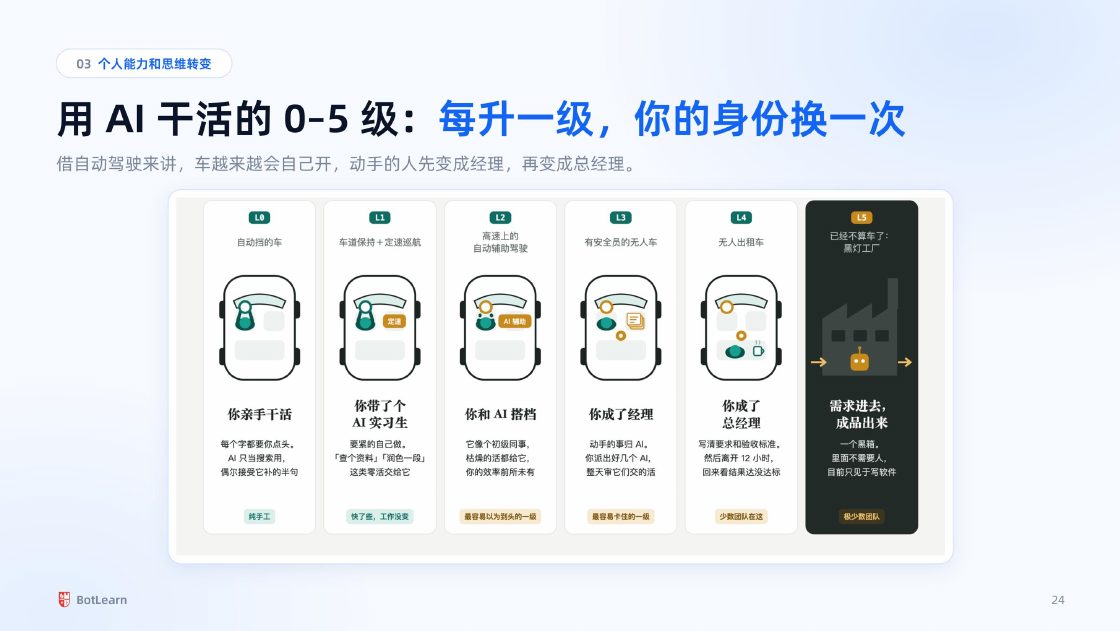 03 个人能力和思维转变
用 AI 干活的 0–5 级：每升一级，你的身份换一次
借自动驾驶来讲，车越来越会自己开，动手的人先变成经理，再变成总经理。
L0
自动挡的车
你亲手干活
每个字都要你点头。
AI 只当搜索用，
偶尔接受它补的半句
纯手工
L1
车道保持＋定速巡航
定速
你带了个
AI 实习生
要紧的自己做。
「查个资料」「润色一段」
这类零活交给它
快了些，工作没变
L2
高速上的
自动辅助驾驶
AI 辅助
你和 AI 搭档
它像个初级同事，
枯燥的活都给它，
你的效率前所未有
最容易以为到头的一级
L3
有安全员的无人车
你成了经理
动手的事归 AI。
你派出好几个 AI，
整天审它们交的活
最容易卡住的一级
L4
无人出租车
你成了
总经理
写清要求和验收标准。
然后离开 12 小时，
回来看结果达没达标
少数团队在这
L5
已经不算车了：
黑灯工厂
需求进去，
成品出来
一个黑箱。
里面不需要人，
目前只见于写软件
极少数团队
BotLearn
24